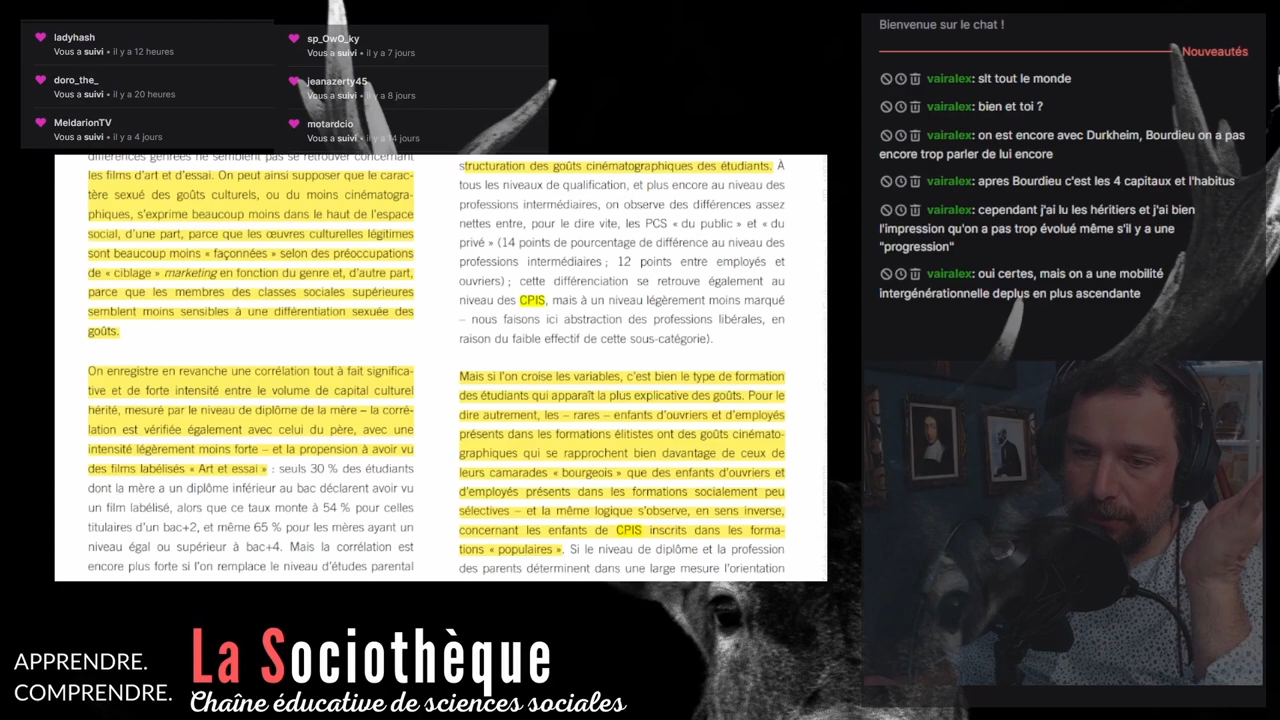 ladyhash
Vous a suivi • il y a 12 heures
doro_the_
Vous a suivi • il y a 20 heures
MeldarionTV
Vous a suivi • il y a 4 jours
sp_OwO_ky
Vous a suivi • il y a 7 jours
jeanazerty45
Vous a suivi • il y a 8 jours
motardcio
Vous a suivi • il y a 14 jours
différences genrées ne semblent pas se retrouver concernant
les films d'art et d'essai. On peut ainsi supposer que le carac-
tère sexué des goûts culturels, ou du moins cinématogra-
phiques, s'exprime beaucoup moins dans le haut de l'espace
social, d'une part, parce que les œuvres culturelles légitimes
sont beaucoup moins « façonnées » selon des préoccupations
de « ciblage » marketing en fonction du genre et, d'autre part,
parce que les membres des classes sociales supérieures
semblent moins sensibles à une différentiation sexuée des
goûts.
On enregistre en revanche une corrélation tout à fait significa-
tive et de forte intensité entre le volume de capital culturel
hérité, mesuré par le niveau de diplôme de la mère – la corré-
lation est vérifiée également avec celui du père, avec une
intensité légèrement moins forte – et la propension à avoir vu
des films labélisés « Art et essai » : seuls 30 % des étudiants
dont la mère a un diplôme inférieur au bac déclarent avoir vu
un film labélisé, alors que ce taux monte à 54 % pour celles
titulaires d'un bac+2, et même 65 % pour les mères ayant un
niveau égal ou supérieur à bac+4. Mais la corrélation est
encore plus forte si l'on remplace le niveau d'études parental
structuration des goûts cinématographiques des étudiants. À
tous les niveaux de qualification, et plus encore au niveau des
professions intermédiaires, on observe des différences assez
nettes entre, pour le dire vite, les PCS « du public » et « du
privé » (14 points de pourcentage de différence au niveau des
professions intermédiaires ; 12 points entre employés et
ouvriers) ; cette différenciation se retrouve également au
niveau des CPIS, mais à un niveau légèrement moins marqué
– nous faisons ici abstraction des professions libérales, en
raison du faible effectif de cette sous-catégorie).
Mais si l'on croise les variables, c'est bien le type de formation
des étudiants qui apparaît la plus explicative des goûts. Pour le
dire autrement, les – rares – enfants d'ouvriers et d'employés
présents dans les formations élitistes ont des goûts cinémato-
graphiques qui se rapprochent bien davantage de ceux de
leurs camarades « bourgeois » que des enfants d'ouvriers et
d'employés présents dans les formations socialement peu
sélectives – et la même logique s'observe, en sens inverse,
concernant les enfants de CPIS inscrits dans les forma-
tions « populaires ». Si le niveau de diplôme et la profession
des parents déterminent dans une large mesure l'orientation
Bienvenue sur le chat !
Nouveautés
vairalex: slt tout le monde
vairalex: bien et toi ?
vairalex: on est encore avec Durkheim, Bourdieu on a pas
encore trop parler de lui encore
vairalex: apres Bourdieu c'est les 4 capitaux et l'habitus
vairalex: cependant j'ai lu les héritiers et j'ai bien
l'impression qu'on a pas trop évolué même s'il y a une
"progression"
vairalex: oui certes, mais on a une mobilité
intergénérationnelle deplus en plus ascendante
APPRENDRE.
COMPRENDRE.
La Sociothèque
Chaîne éducative de sciences sociales